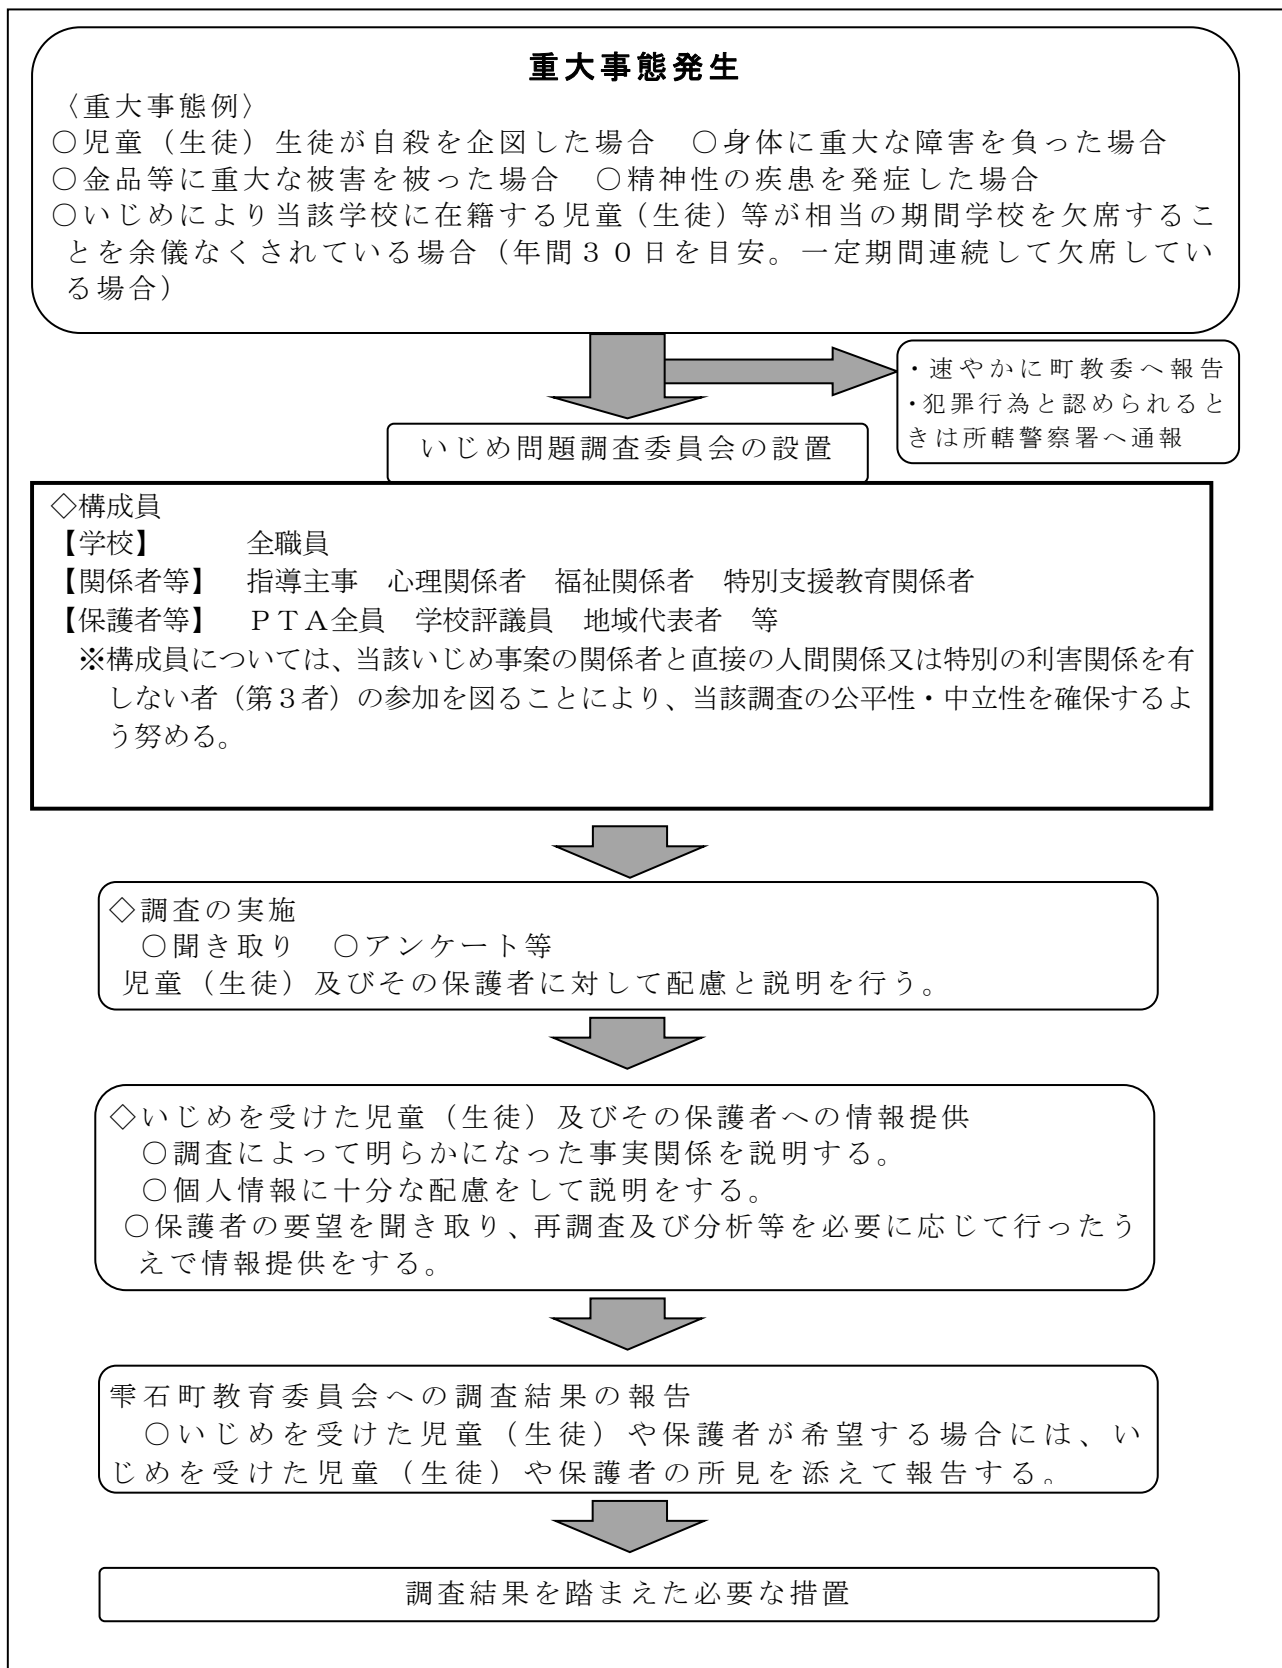 重大事態発生
〈重大事態例〉
○児童（生徒）生徒が自殺を企図した場合　○身体に重大な障害を負った場合
○金品等に重大な被害を被った場合　○精神性の疾患を発症した場合
○いじめにより当該学校に在籍する児童（生徒）等が相当の期間学校を欠席するこ
とを余儀なくされている場合（年間３０日を目安。一定期間連続して欠席してい
る場合）
・速やかに町教委へ報告
・犯罪行為と認められると
きは所轄警察署へ通報
いじめ問題調査委員会の設置
◇構成員
【学校】　　　全職員
【関係者等】　指導主事　心理関係者　福祉関係者　特別支援教育関係者
【保護者等】　ＰＴＡ全員　学校評議員　地域代表者　等
※構成員については、当該いじめ事案の関係者と直接の人間関係又は特別の利害関係を有
しない者（第３者）の参加を図ることにより、当該調査の公平性・中立性を確保するよ
う努める。
◇調査の実施
○聞き取り　○アンケート等
児童（生徒）及びその保護者に対して配慮と説明を行う。
◇いじめを受けた児童（生徒）及びその保護者への情報提供
○調査によって明らかになった事実関係を説明する。
○個人情報に十分な配慮をして説明をする。
○保護者の要望を聞き取り、再調査及び分析等を必要に応じて行ったう
えで情報提供をする。
雫石町教育委員会への調査結果の報告
○いじめを受けた児童（生徒）や保護者が希望する場合には、い
じめを受けた児童（生徒）や保護者の所見を添えて報告する。
調査結果を踏まえた必要な措置